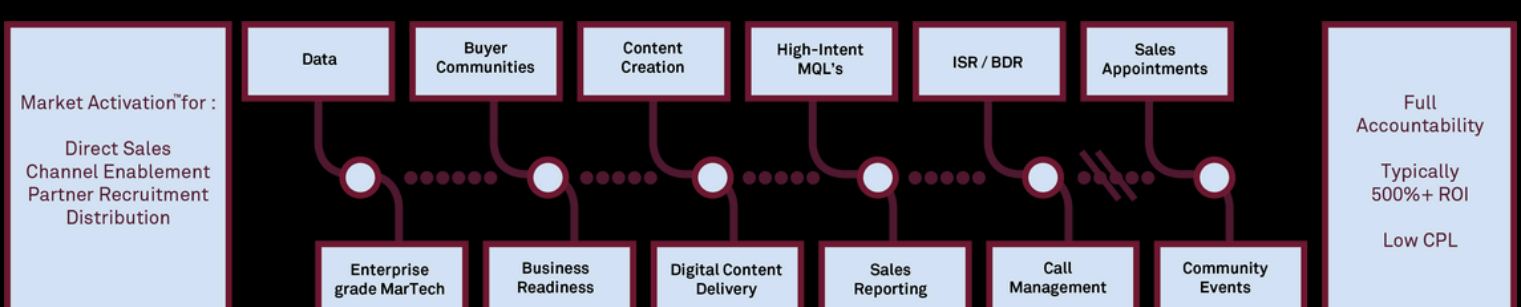 Market Activation™for :
Direct Sales
Channel Enablement
Partner Recruitment
Distribution
Data
Buyer
Communities
Content
Creation
High-Intent
MQL's
ISR / BDR
Sales
Appointments
Enterprise
grade MarTech
Business
Readiness
Digital Content
Delivery
Sales
Reporting
Call
Management
Community
Events
Full
Accountability
Typically
500%+ ROI
Low CPL